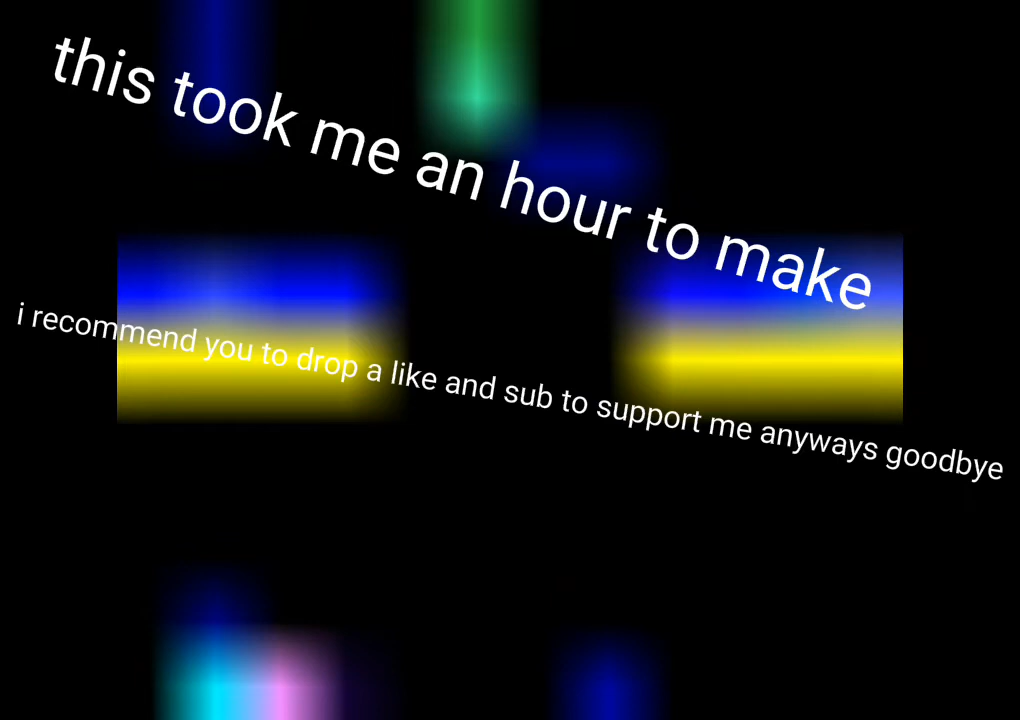 this took me an hour to make
i recommend you to drop a like and sub to support me anyways goodbye